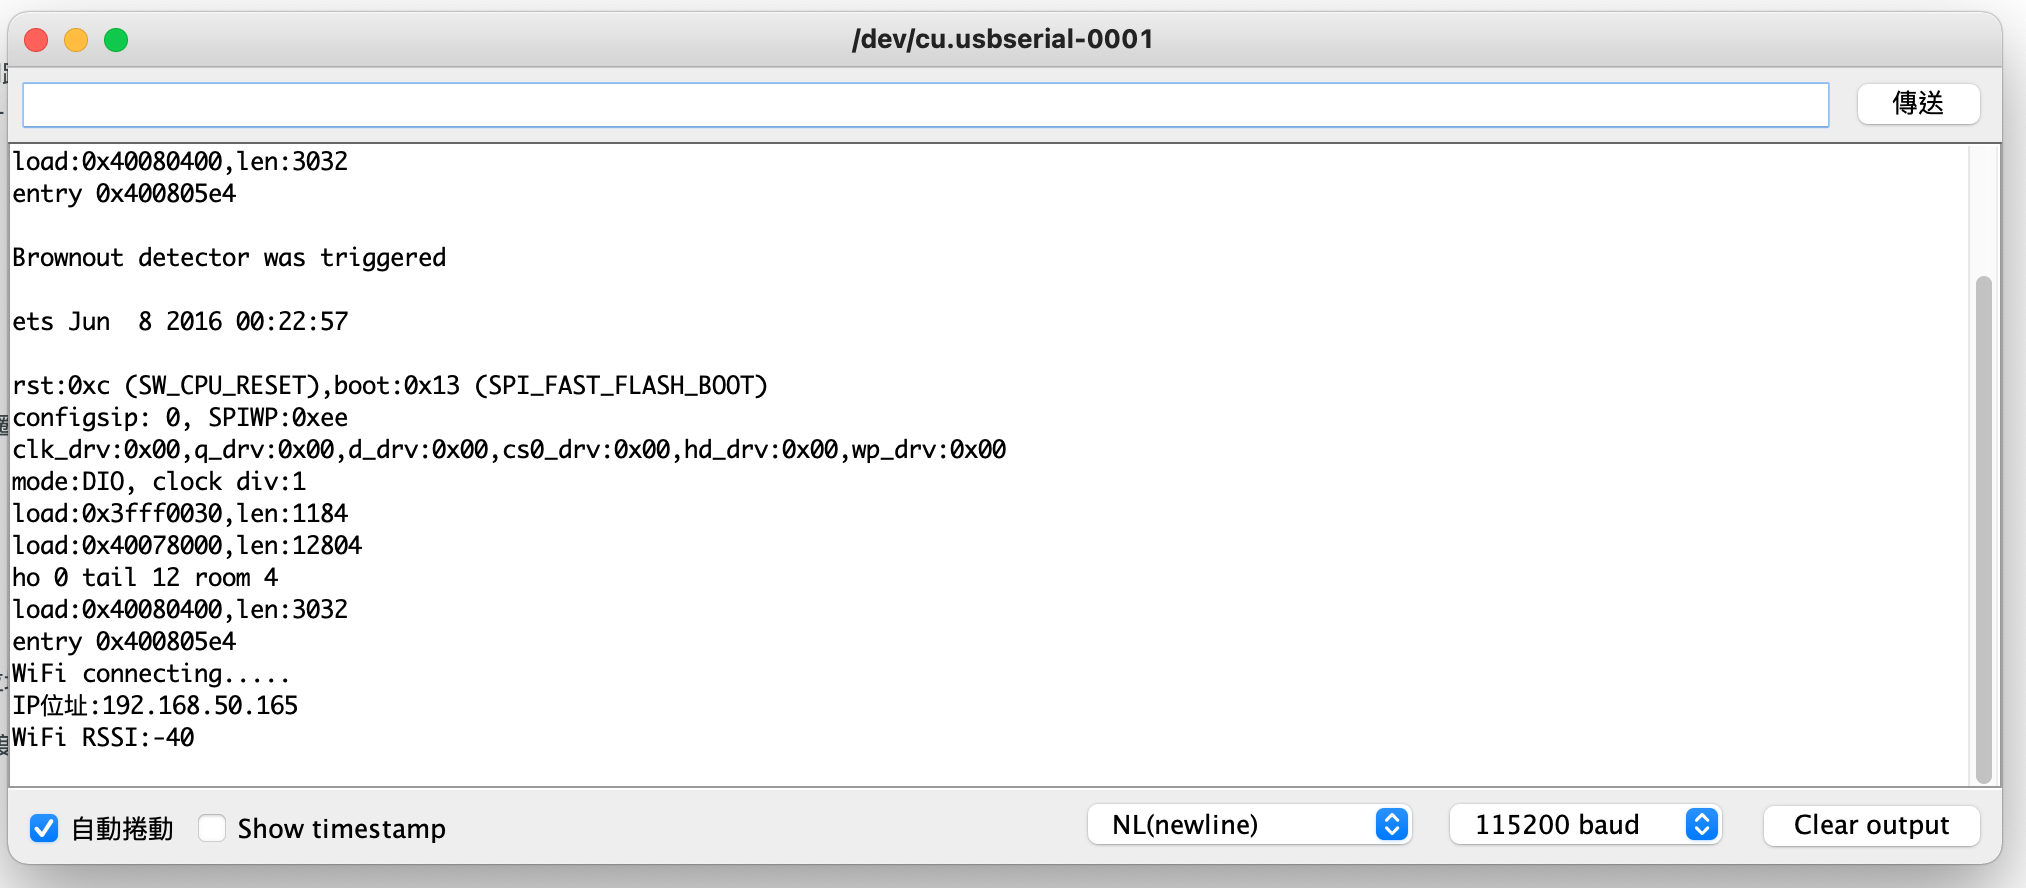 /dev/cu.usbserial-0001
傳送
load:0x40080400,len:3032
entry 0x400805e4
Brownout detector was triggered
ets Jun  8 2016 00:22:57
rst:0xc (SW_CPU_RESET),boot:0x13 (SPI_FAST_FLASH_BOOT)
configsip: 0, SPIWP:0xee
clk_drv:0x00,q_drv:0x00,d_drv:0x00,cs0_drv:0x00,hd_drv:0x00,wp_drv:0x00
mode:DIO, clock div:1
load:0x3fff0030,len:1184
load:0x40078000,len:12804
ho 0 tail 12 room 4
load:0x40080400,len:3032
entry 0x400805e4
WiFi connecting.....
IP位址:192.168.50.165
WiFi RSSI:-40
自動捲動 Show timestamp NL(newline) 115200 baud Clear output